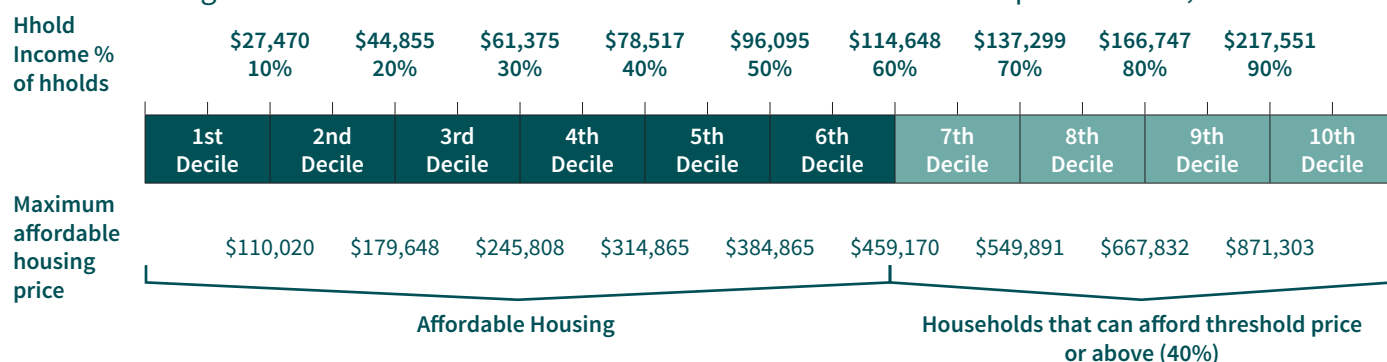 Hhold
Income %
of hholds
$27,470 $44,855 $61,375 $78,517 $96,095 $114,648 $137,299 $166,747 $217,551
10% 20% 30% 40% 50% 60% 70% 80% 90%
1st 2nd 3rd 4th 5th 6th 7th 8th 9th 10th
Decile Decile Decile Decile Decile Decile Decile Decile Decile Decile
Maximum
affordable
housing
price
$110,020 $179,648 $245,808 $314,865 $384,865 $459,170 $549,891 $667,832 $871,303
Affordable Housing
Households that can afford threshold price
or above (40%)